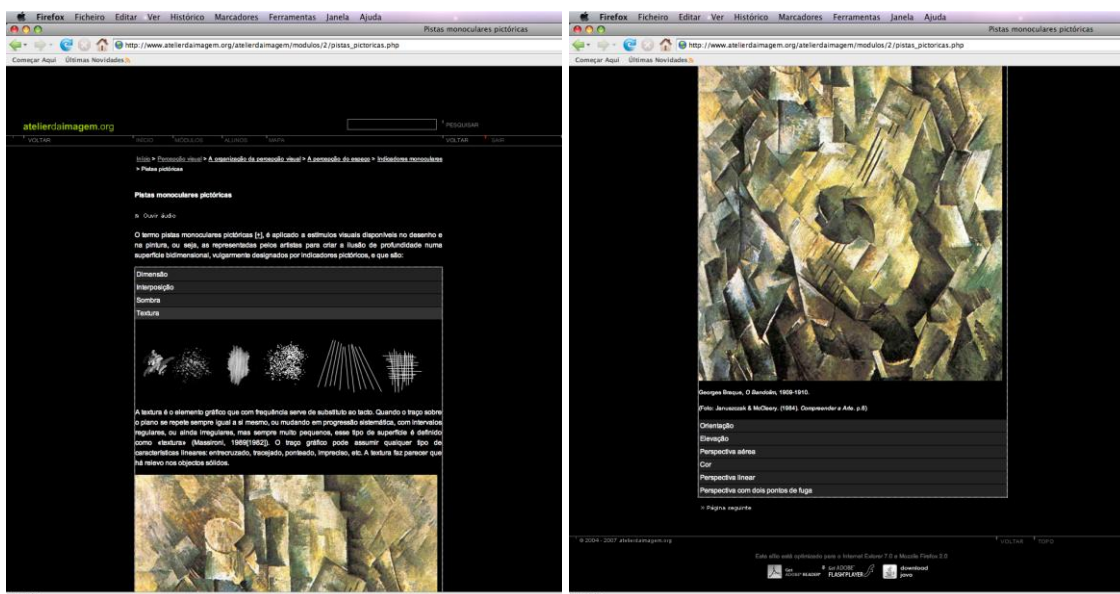 Firefox Ficheiro Editar Ver Histórico Marcadores Ferramentas Janela Ajuda
Pistas monoculares pictóricas
http://www.atelierdaimagem.org/atelierdaimagem/modulos/2/pistas_pictoricas.php
Começar Aqui Últimas Novidades
atelierdaimagem.org
PESQUISAR
VOLTAR INÍCIO MÓDULOS ALUNOS MAPA VOLTAR SAIR
Início > Percepção visual > A organização da percepção visual > A percepção do espaço > Indicadores monoculares
> Pistas pictóricas
Pistas monoculares pictóricas
Ouvir áudio
O termo pistas monoculares pictóricas [+], é aplicado a estímulos visuais disponíveis no desenho e
na pintura, ou seja, as representadas pelos artistas para criar a ilusão de profundidade numa
superfície bidimensional, vulgarmente designados por indicadores pictóricos, e que são:
Dimensão
Interposição
Sombra
Textura
A textura é o elemento gráfico que com frequência serve de substituto ao tacto. Quando o traço sobre
o plano se repete sempre igual a si mesmo, ou mudando em progressão sistemática, com intervalos
regulares, ou ainda irregulares, mas sempre muito pequenos, esse tipo de superfície é definido
como «textura» (Massironi, 1989[1982]). O traço gráfico pode assumir qualquer tipo de
características lineares: entrecruzado, tracejado, ponteado, impreciso, etc. A textura faz parecer que
há relevo nos objectos sólidos.
Firefox Ficheiro Editar Ver Histórico Marcadores Ferramentas Janela Ajuda
Pistas monoculares pictóricas
http://www.atelierdaimagem.org/atelierdaimagem/modulos/2/pistas_pictoricas.php
Começar Aqui Últimas Novidades
Georges Braque, O Bandolim, 1909-1910.
(Foto: Januszczak & McCleery. (1984). Compreender a Arte. p.6)
Orientação
Elevação
Perspectiva aérea
Cor
Perspectiva linear
Perspectiva com dois pontos de fuga
» Página seguinte
© 2004 - 2007 atelierdaimagem.org
VOLTAR TOPO
Este sítio está optimizado para o Internet Exlorer 7.0 e Mozilla Firefox 2.0
Get ADOBE® READER® Get ADOBE® FLASH® PLAYER download java